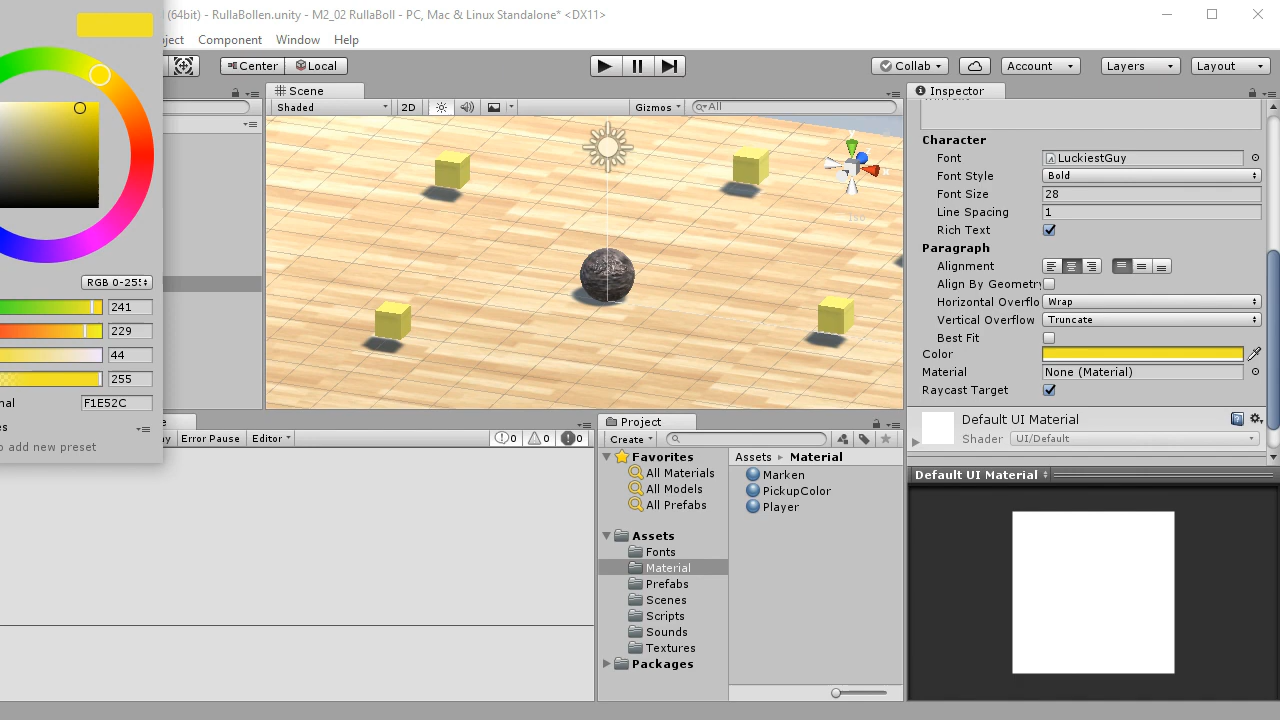 (64bit) - RullaBollen.unity - M2_02 RullaBoll - PC, Mac & Linux Standalone* <DX11>
ject Component Window Help
Center Local Collab Account Layers Layout
Scene
Shaded 2D Gizmos All
RGB 0-25
241
229
44
255
nal F1E52C
es
o add new preset
Inspector
Character
Font LuckiestGuy
Font Style Bold
Font Size 28
Line Spacing 1
Rich Text
Paragraph
Alignment
Align By Geometry
Horizontal Overflo Wrap
Vertical Overflow Truncate
Best Fit
Color
Material None (Material)
Raycast Target
Default UI Material
Shader UI/Default
Default UI Material
e
y Error Pause Editor 0 0 0
Project
Create
Favorites
All Materials
All Models
All Prefabs
Assets
Fonts
Material
Prefabs
Scenes
Scripts
Sounds
Textures
Packages
Assets Material
Marken
PickupColor
Player